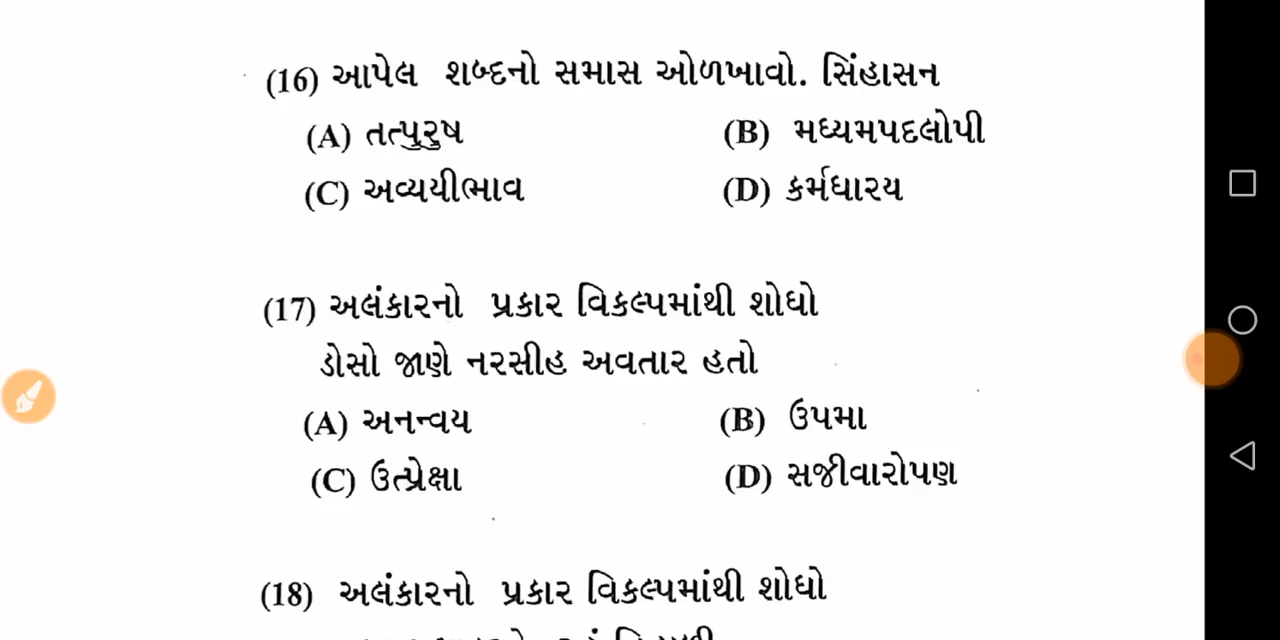 (16) આપેલ શબ્દનો સમાસ ઓળખાવો. સિંહાસન
(A) તત્પુરુષ (B) મધ્યમપદલોપી
(C) અવ્યયીભાવ (D) કર્મધારય
(17) અલંકારનો પ્રકાર વિકલ્પમાંથી શોધો
ડોસો જાણે નરસીહ અવતાર હતો
(A) અનન્વય (B) ઉપમા
(C) ઉત્પ્રેક્ષા (D) સજીવારોપણ
(18) અલંકારનો પ્રકાર વિકલ્પમાંથી શોધો